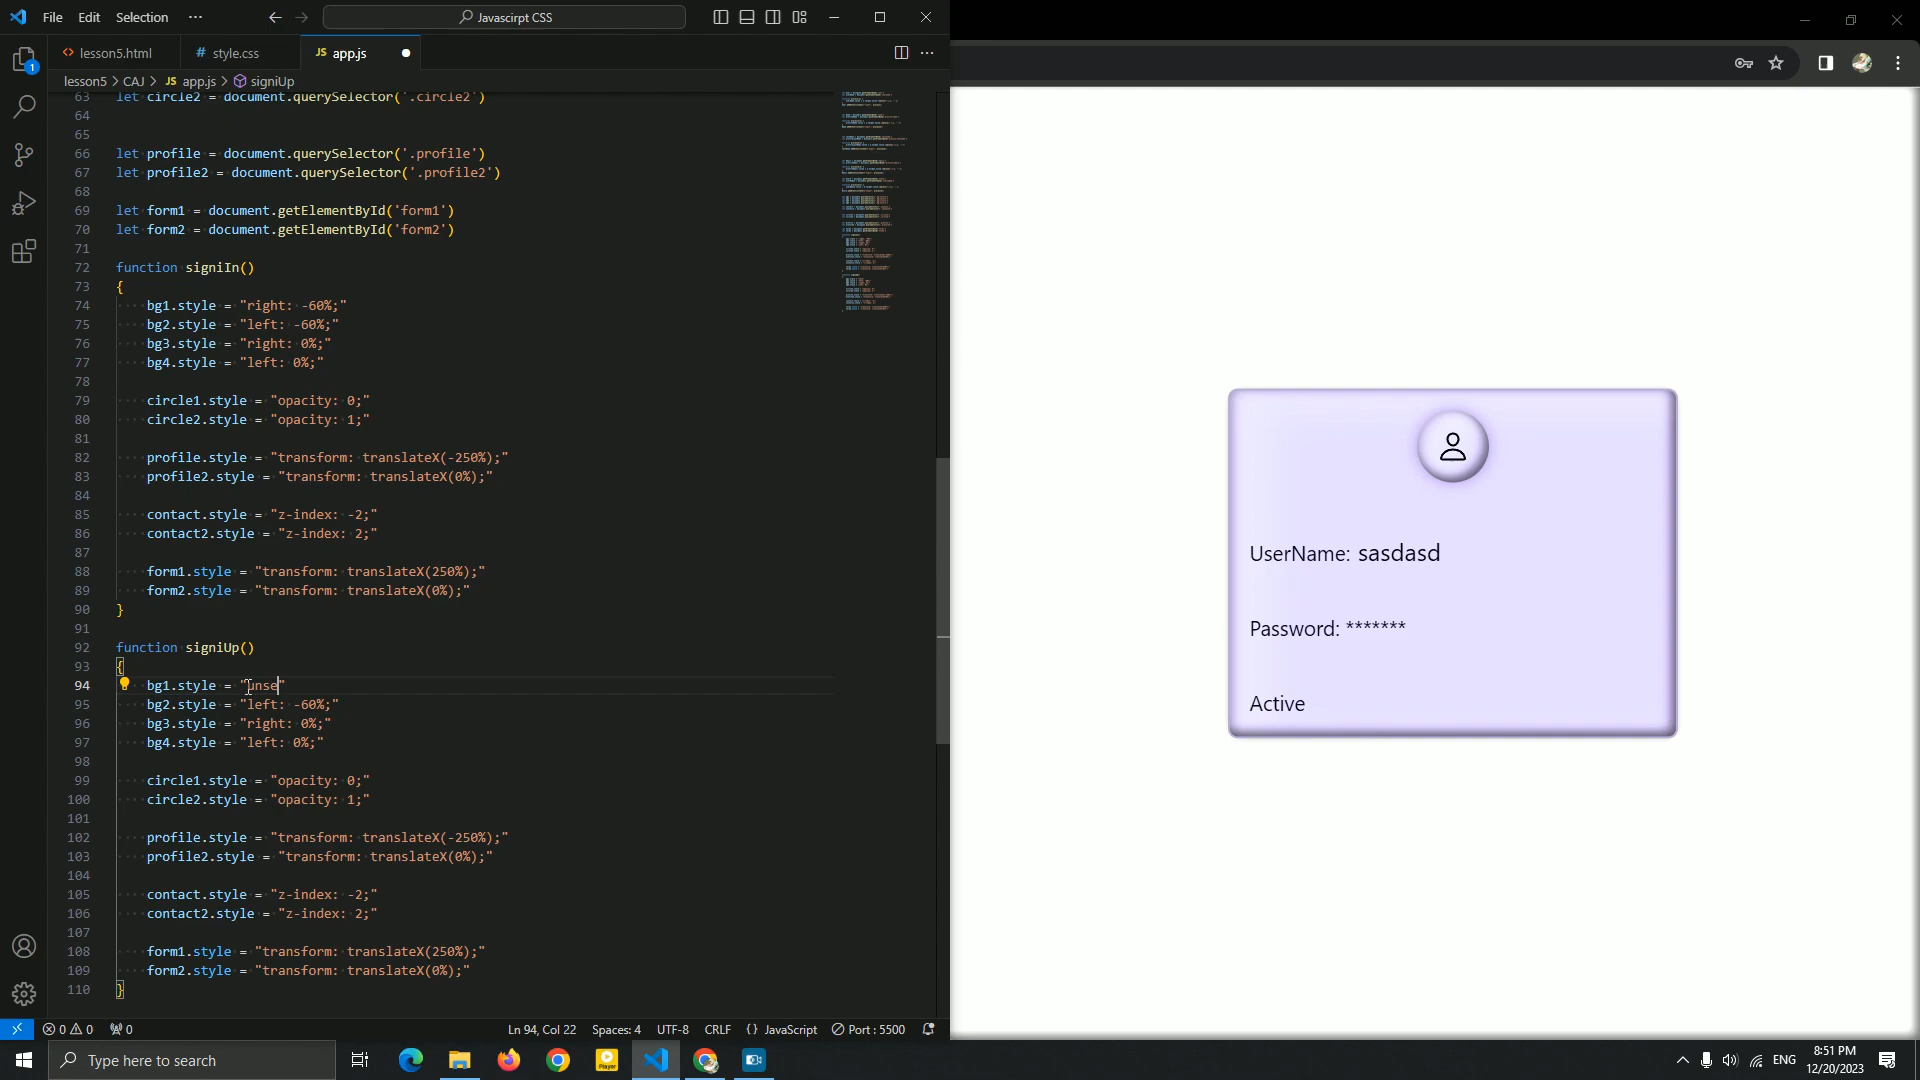 File Edit Selection ··· Javascirpt CSS
lesson5.html style.css JS app.js
lesson5 > CAJ > JS app.js > signiUp
63 let circle2 = document.querySelector('.circle2')
64
65
66 let profile = document.querySelector('.profile')
67 let profile2 = document.querySelector('.profile2')
68
69 let form1 = document.getElementById('form1')
70 let form2 = document.getElementById('form2')
71
72 function signiIn()
73 {
74 bg1.style = "right: -60%;"
75 bg2.style = "left: -60%;"
76 bg3.style = "right: 0%;"
77 bg4.style = "left: 0%;"
78
79 circle1.style = "opacity: 0;"
80 circle2.style = "opacity: 1;"
81
82 profile.style = "transform: translateX(-250%);"
83 profile2.style = "transform: translateX(0%);"
84
85 contact.style = "z-index: -2;"
86 contact2.style = "z-index: 2;"
87
88 form1.style = "transform: translateX(250%);"
89 form2.style = "transform: translateX(0%);"
90 }
91
92 function signiUp()
93 {
94 bg1.style = "unse"
95 bg2.style = "left: -60%;"
96 bg3.style = "right: 0%;"
97 bg4.style = "left: 0%;"
98
99 circle1.style = "opacity: 0;"
100 circle2.style = "opacity: 1;"
101
102 profile.style = "transform: translateX(-250%);"
103 profile2.style = "transform: translateX(0%);"
104
105 contact.style = "z-index: -2;"
106 contact2.style = "z-index: 2;"
107
108 form1.style = "transform: translateX(250%);"
109 form2.style = "transform: translateX(0%);"
110 }
UserName: sasdasd
Password: *******
Active
0 0 0 Ln 94, Col 22 Spaces: 4 UTF-8 CRLF {} JavaScript Port : 5500
Type here to search
Player
ENG
8:51 PM
12/20/2023
1